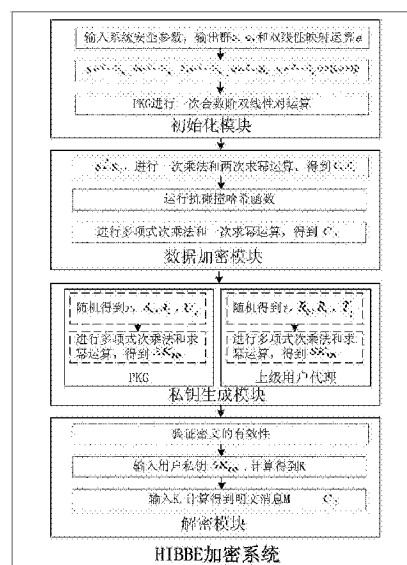 输入系统安全参数，输出群 和双线性映射运算e
PKG进行一次合数阶双线性对运算
初始化模块
进行一次乘法和两次求幂运算，得到
运行抗碰撞哈希函数
进行多项式次乘法和一次求幂运算，得到 C
数据加密模块
随机得到
随机得到
进行多项式次乘法和求
幂运算，得到
进行多项式次乘法和求
幂运算，得到
PKG
上级用户代理
私钥生成模块
验证密文的有效性
输入用户私钥 计算得到K
输入K 计算得到明文消息M
解密模块
HIBBE加密系统